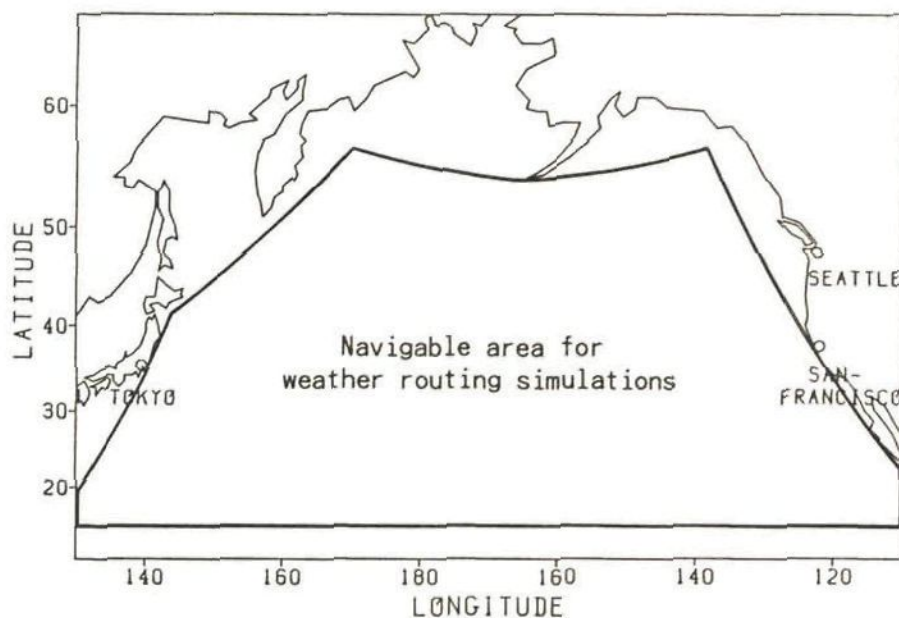 60
50
LATITUDE
SEATTLE
40
Navigable area for
weather routing simulations
SAN-
TOKYO
FRANCISCO
30
20
140
160
180
160
140
120
LONGITUDE